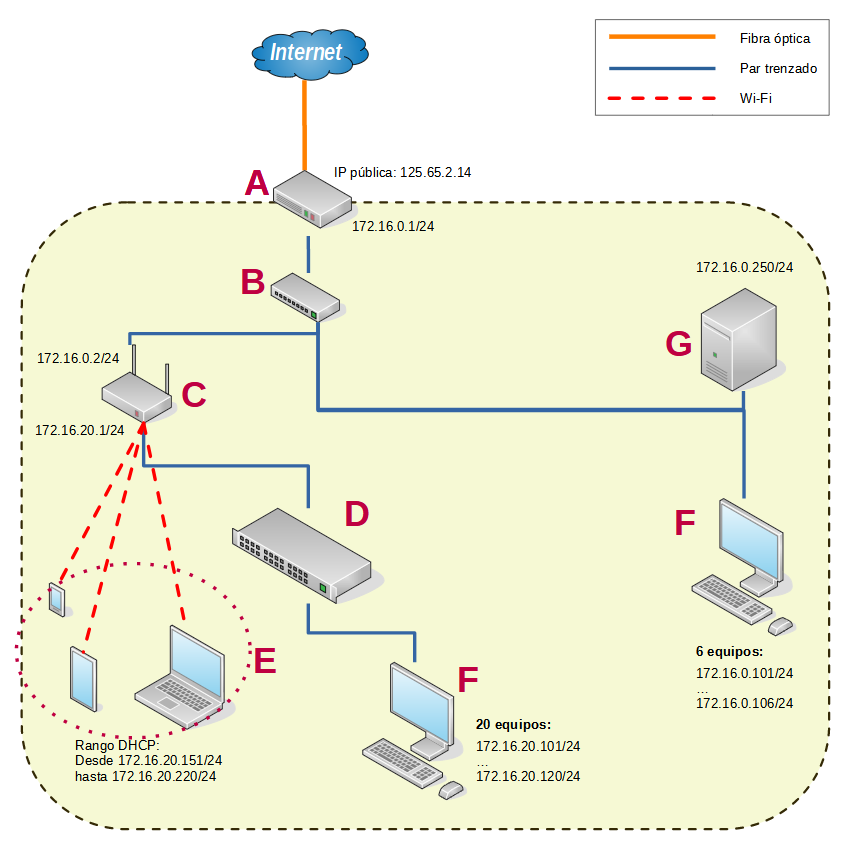 Internet
Fibra óptica
Par trenzado
Wi-Fi
A
IP pública: 125.65.2.14
172.16.0.1/24
B
172.16.0.250/24
G
172.16.0.2/24
C
172.16.20.1/24
D
F
6 equipos:
172.16.0.101/24
...
172.16.0.106/24
E
F
20 equipos:
172.16.20.101/24
...
172.16.20.120/24
Rango DHCP:
Desde 172.16.20.151/24
hasta 172.16.20.220/24